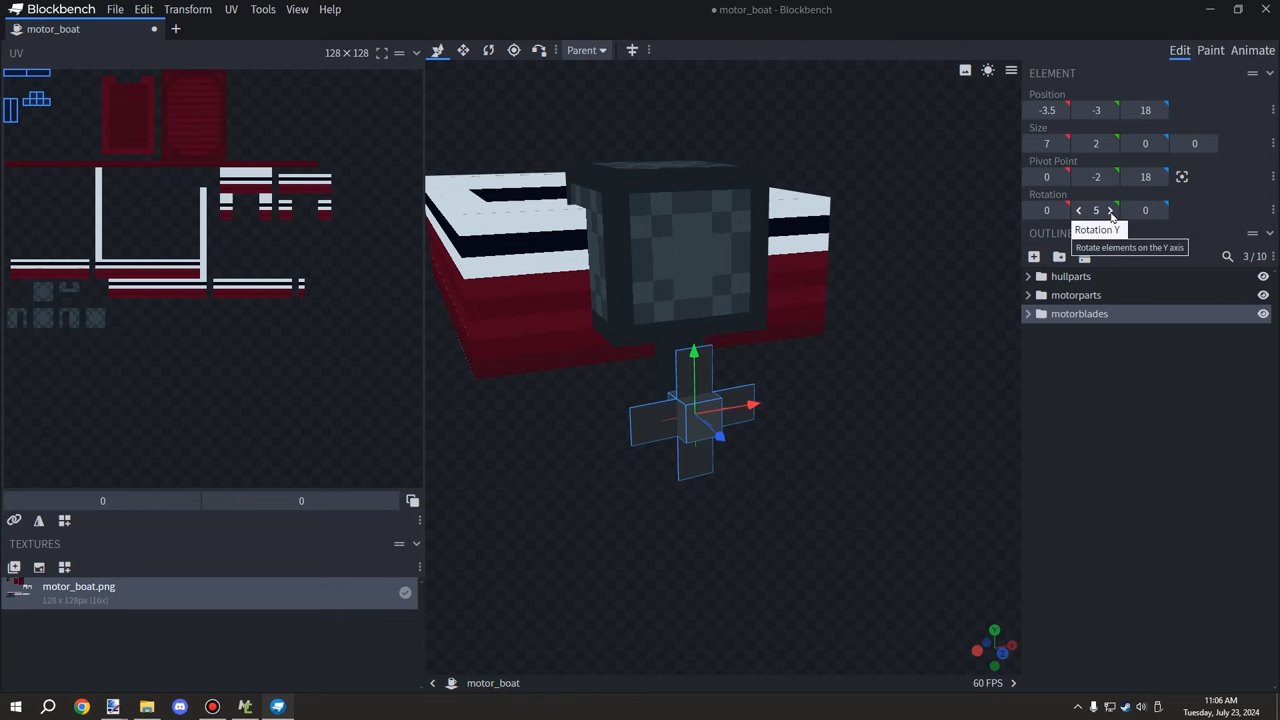 Blockbench File Edit Transform UV Tools View Help
motor_boat - Blockbench
motor_boat
UV 128×128
Parent
Edit Paint Animate
ELEMENT
Position
-3.5 -3 18
Size
7 2 0 0
Pivot Point
0 -2 18
Rotation
0 5 0
Rotation Y
Rotate elements on the Y axis
3 / 10
hullparts
motorparts
motorblades
0 0
TEXTURES
motor_boat.png
128 x 128px (16x)
motor_boat
60 FPS
11:06 AM
Tuesday, July 23, 2024